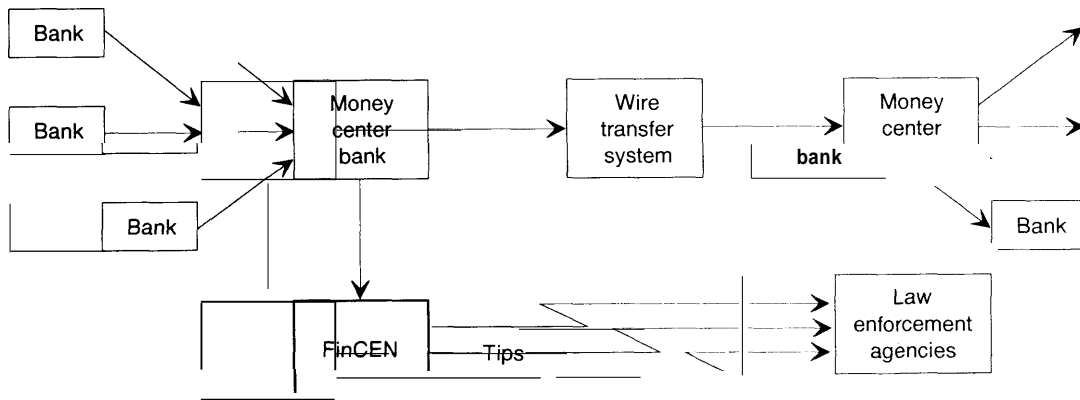 Bank
Bank
Bank
Money
center
bank
Wire
transfer
system
Money
center
bank
Bank
FinCEN
Tips
Law
enforcement
agencies